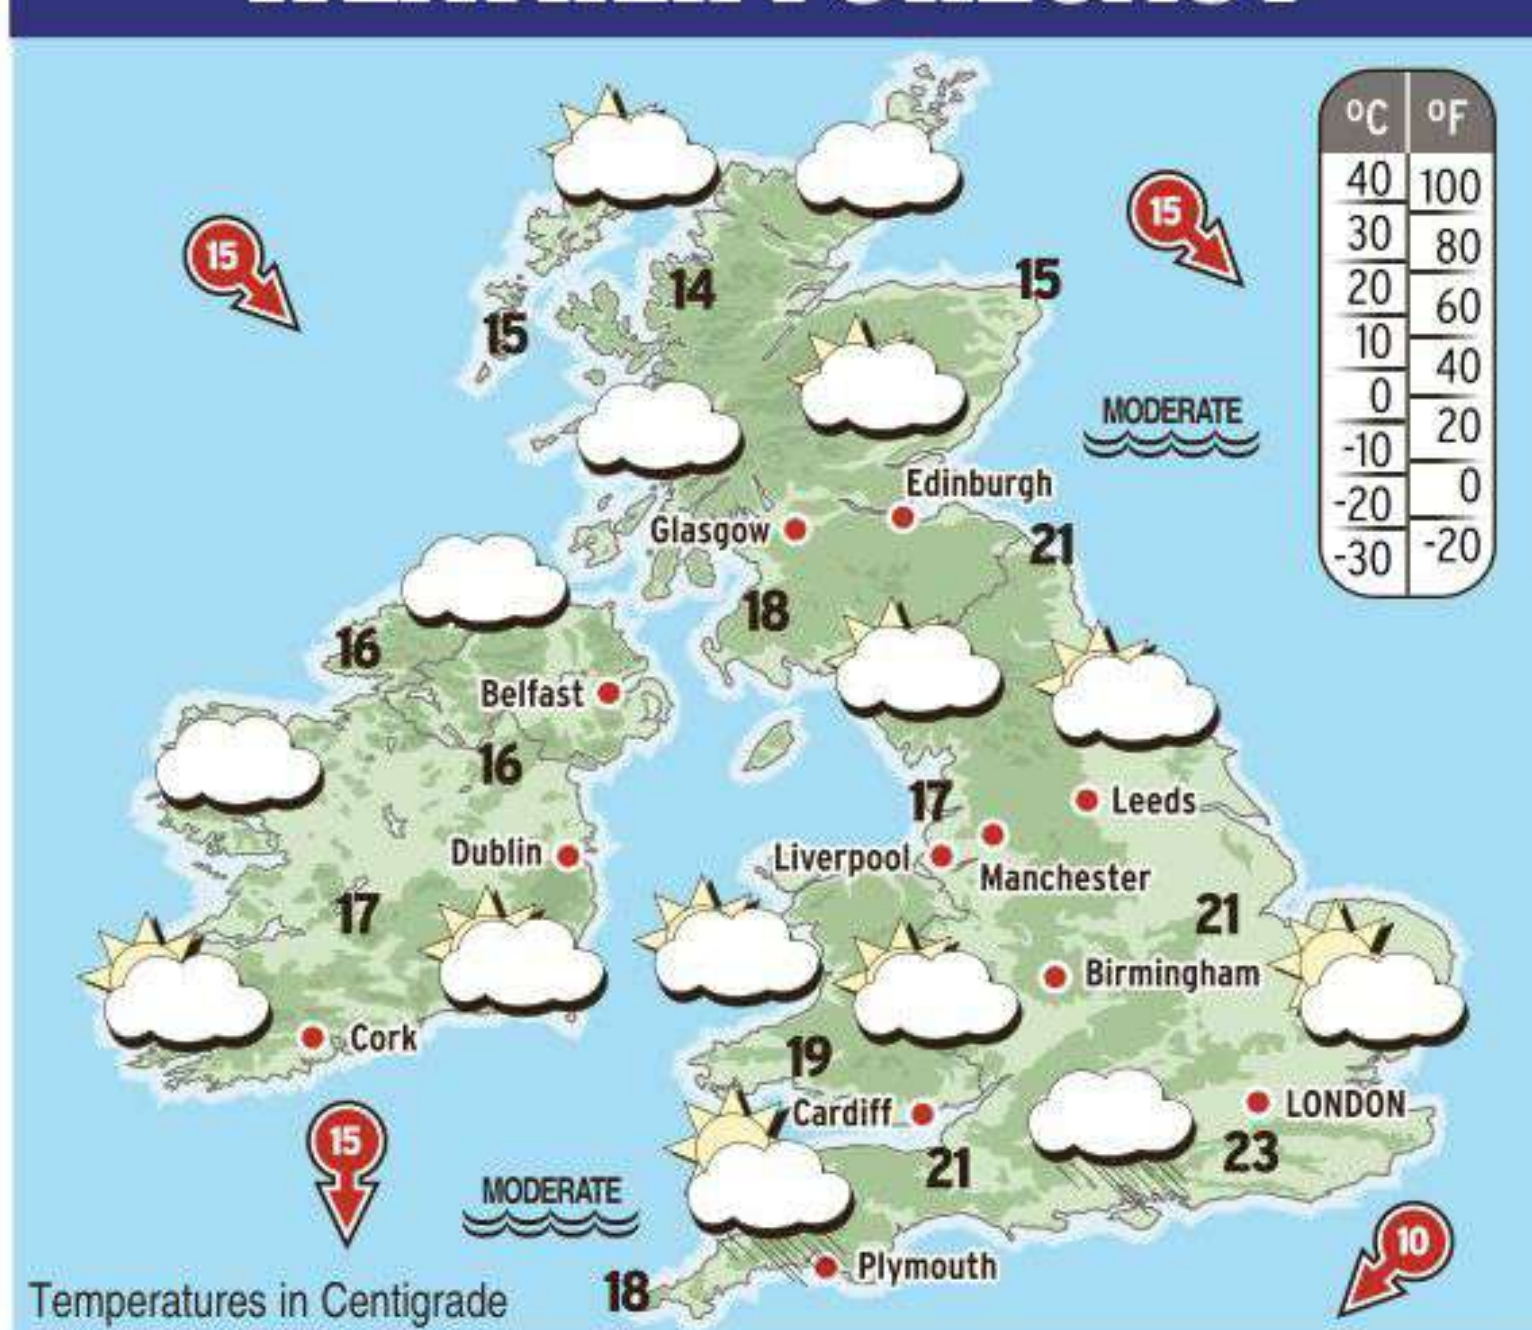 WEATHER FORECAST
°C °F
40 100
30 80
20 60
10 40
0 20
-10 0
-20 -20
-30
15
15
14
15
15
MODERATE
Edinburgh
Glasgow
21
18
16
Belfast
16
17
Leeds
Dublin
Liverpool
Manchester
17
21
Birmingham
Cork
19
LONDON
Cardiff
15
23
21
MODERATE
10
Plymouth
18
Temperatures in Centigrade